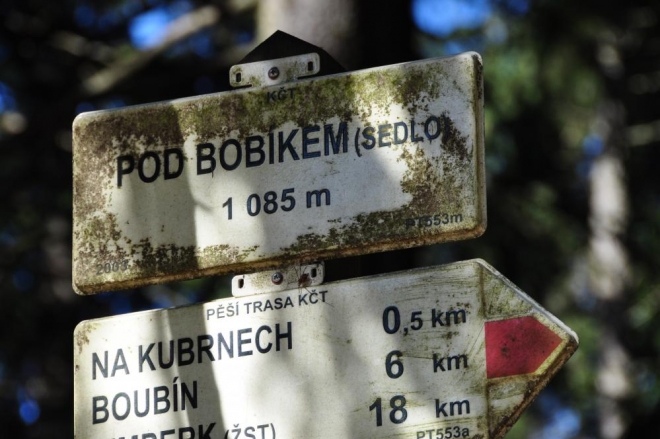 KČT
POD BOBÍKEM (SEDLO)
1 085 m
2003 PT553m
PĚŠÍ TRASA KČT
NA KUBRNECH 0,5 km
BOUBÍN 6 km
(ŽST) 18 km
PT553a